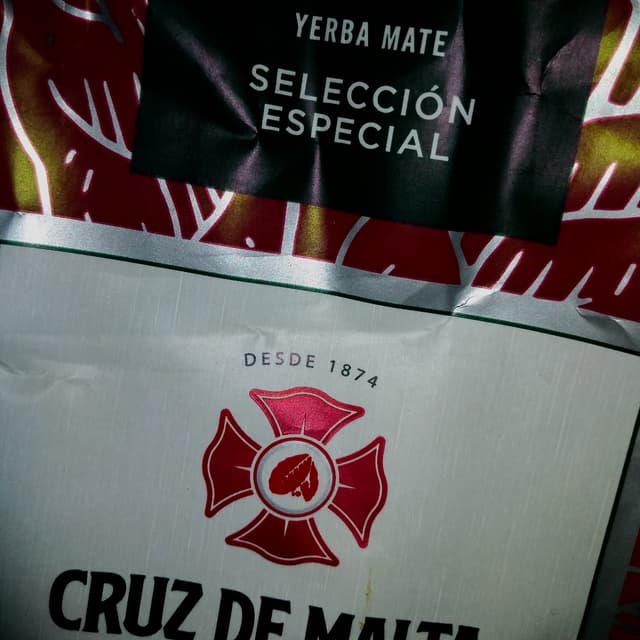 YERBA MATE
SELECCIÓN
ESPECIAL
DESDE 1874
CRUZ DE MALTA